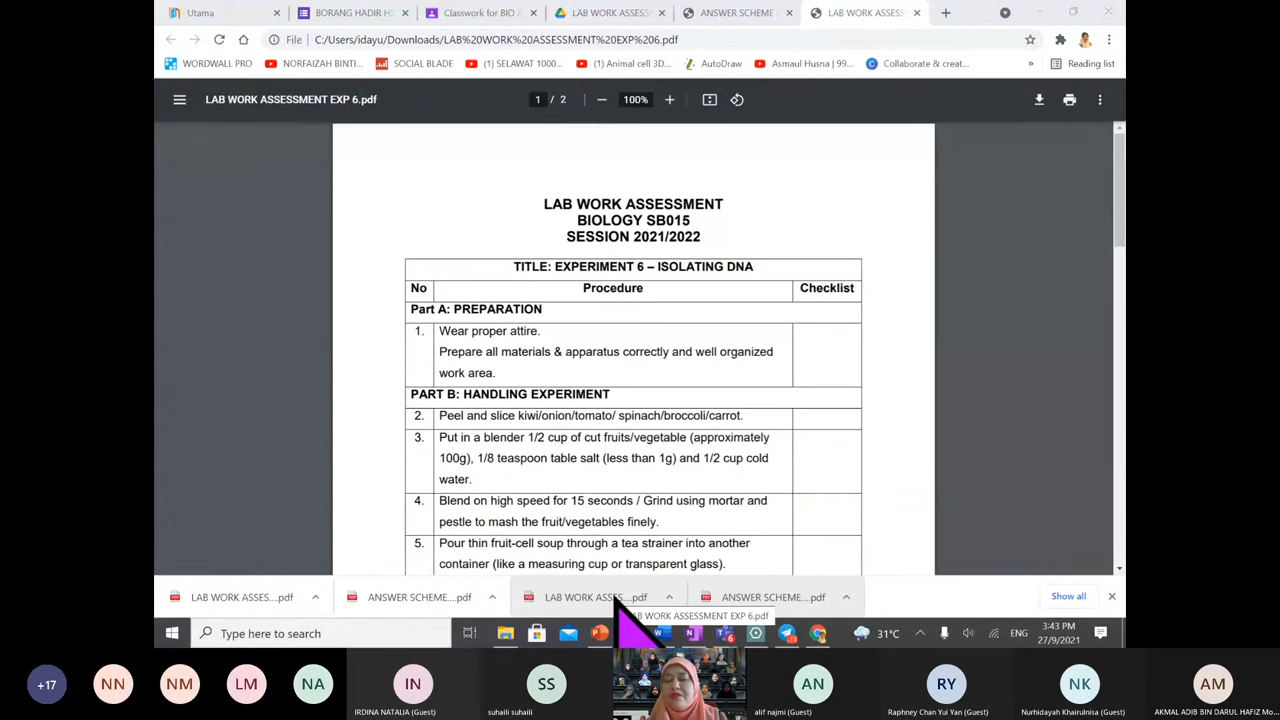 Utama
BORANG HADIR H
Classwork for BIO A
LAB WORK ASSESS
ANSWER SCHEME
LAB WORK ASSESS
File C:/Users/idayu/Downloads/LAB%20WORK%20ASSESSMENT%20EXP%206.pdf
WORDWALL PRO
NORFAIZAH BINTI...
SOCIAL BLADE
(1) SELAWAT 1000...
(1) Animal cell 3D...
AutoDraw
Asmaul Husna | 99...
Collaborate & creat...
»
Reading list
LAB WORK ASSESSMENT EXP 6.pdf
1 / 2
100%
LAB WORK ASSESSMENT
BIOLOGY SB015
SESSION 2021/2022
TITLE: EXPERIMENT 6 – ISOLATING DNA
No Procedure Checklist
Part A: PREPARATION
1. Wear proper attire.
Prepare all materials & apparatus correctly and well organized
work area.
PART B: HANDLING EXPERIMENT
2. Peel and slice kiwi/onion/tomato/ spinach/broccoli/carrot.
3. Put in a blender 1/2 cup of cut fruits/vegetable (approximately
100g), 1/8 teaspoon table salt (less than 1g) and 1/2 cup cold
water.
4. Blend on high speed for 15 seconds / Grind using mortar and
pestle to mash the fruit/vegetables finely.
5. Pour thin fruit-cell soup through a tea strainer into another
container (like a measuring cup or transparent glass).
LAB WORK ASSES....pdf
ANSWER SCHEME....pdf
LAB WORK ASSES....pdf
ANSWER SCHEME....pdf
Show all
LAB WORK ASSESSMENT EXP 6.pdf
Type here to search
31°C
ENG
3:43 PM
27/9/2021
+17
NN
NM
LM
NA
IN
IRDINA NATALIA (Guest)
SS
suhaili suhaili
AN
alif najmi (Guest)
RY
Raphney Chan Yui Yan (Guest)
NK
Nurhidayah Khairulnisa (Guest)
AM
AKMAL ADIB BIN DARUL HAFIZ Mo...